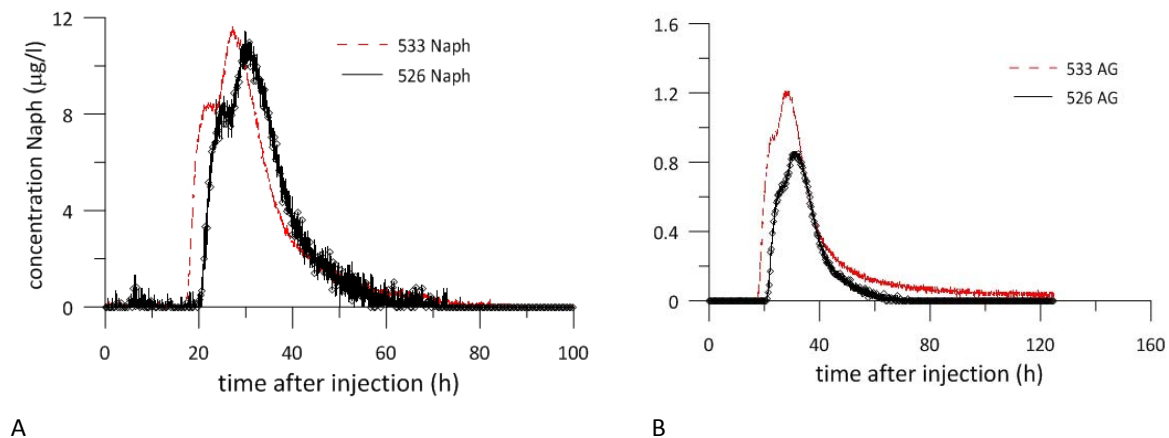 concentration Naph (µg/l)
12
8
4
0
533 Naph
526 Naph
0 20 40 60 80 100
time after injection (h)
A
1.6
1.2
0.8
0.4
0
533 AG
526 AG
0 40 80 120 160
time after injection (h)
B